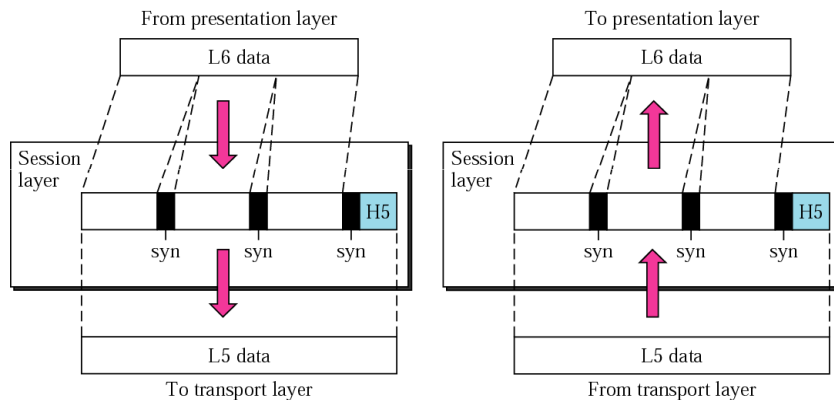 From presentation layer
L6 data
Session
layer
H5
syn syn syn
L5 data
To transport layer
To presentation layer
L6 data
Session
layer
H5
syn syn syn
L5 data
From transport layer